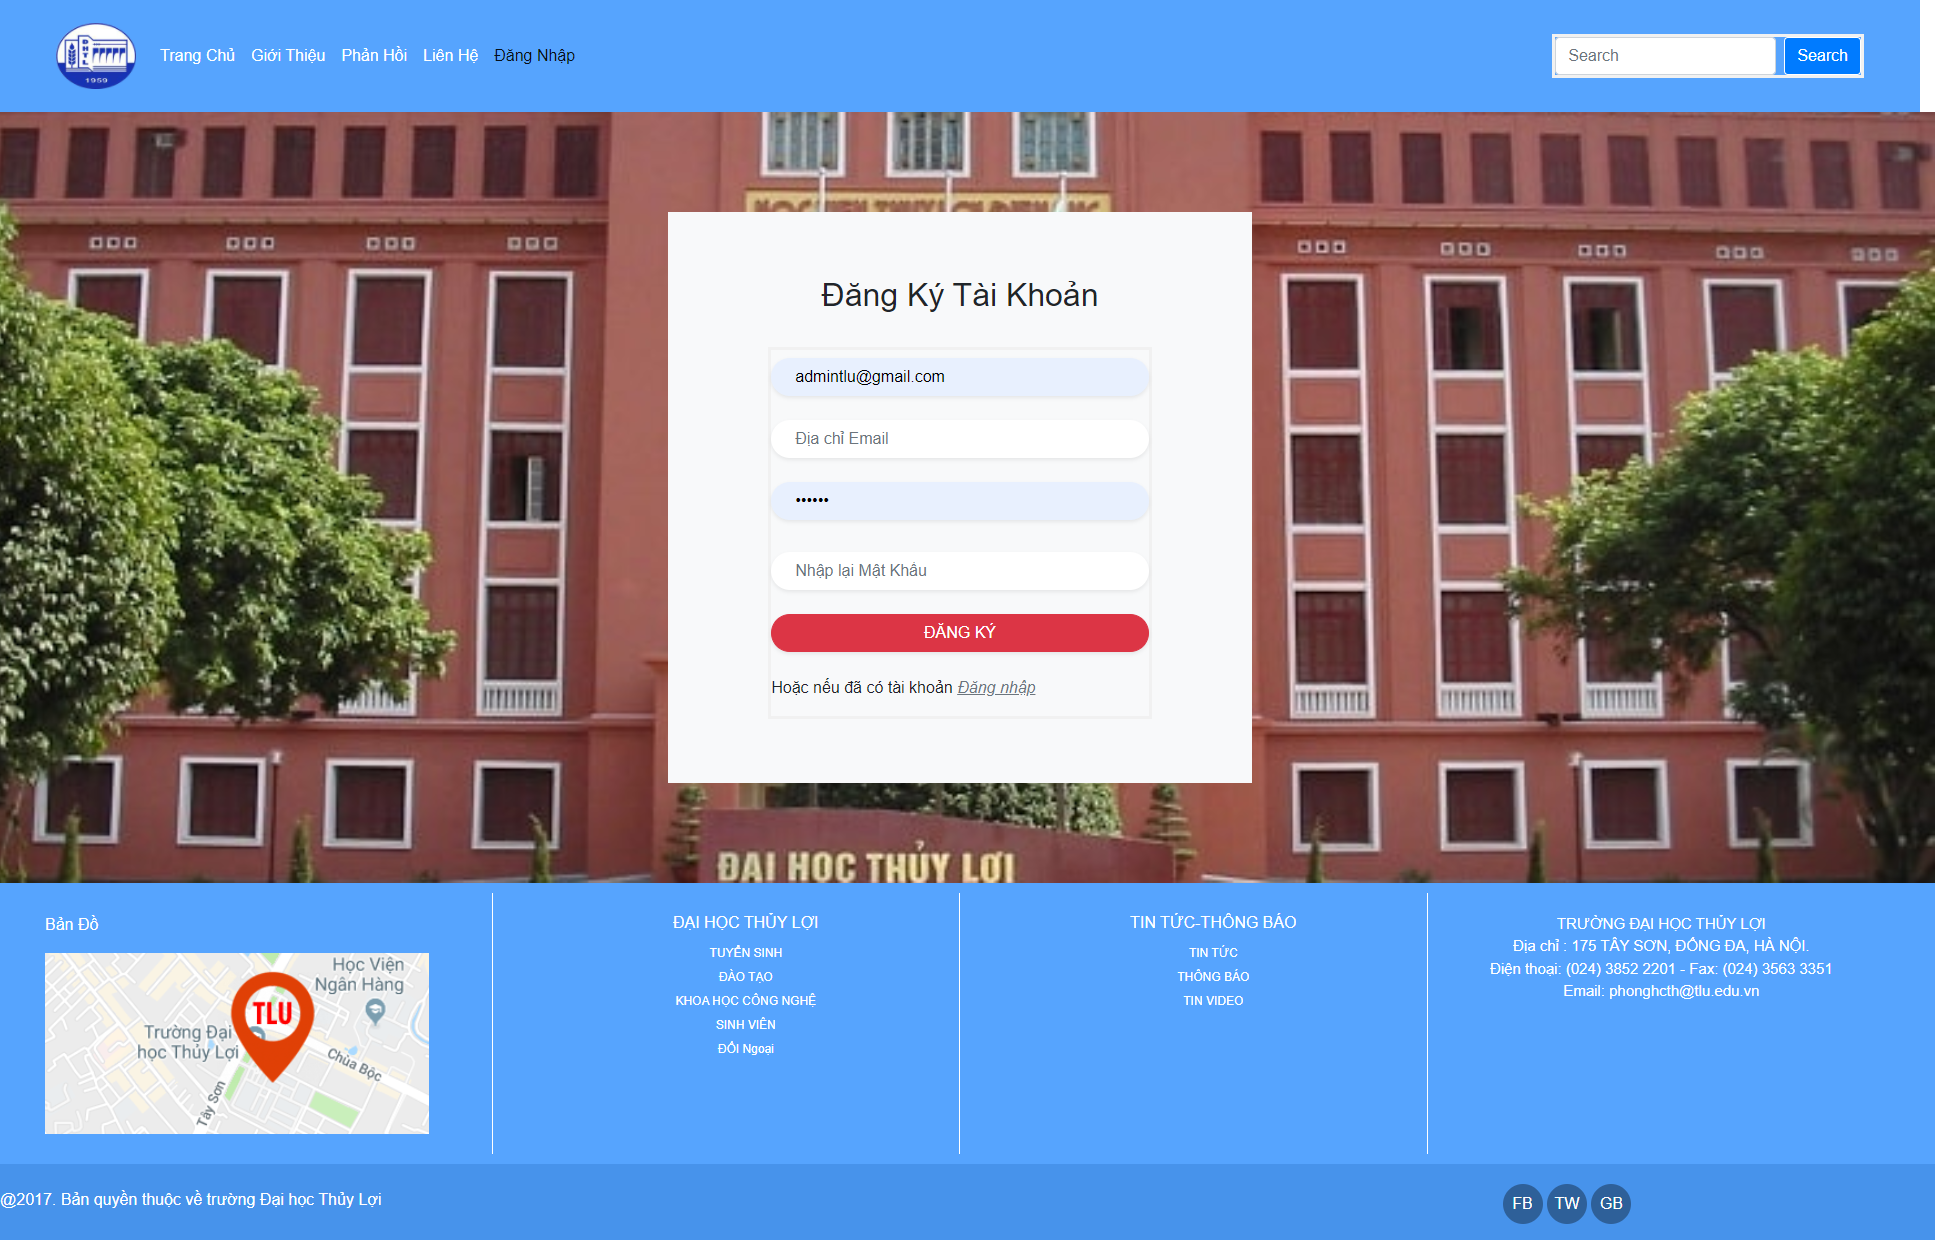 ĐHTL
1959
Trang Chủ Giới Thiệu Phản Hồi Liên Hệ Đăng Nhập
Search Search
Đăng Ký Tài Khoản
admintlu@gmail.com
Địa chỉ Email
••••••
Nhập lại Mật Khẩu
ĐĂNG KÝ
Hoặc nếu đã có tài khoản Đăng nhập
ĐẠI HỌC THỦY LỢI
Bản Đồ
Học Viện
Ngân Hàng
TLU
Trường Đại
học Thủy Lợi
Chùa Bộc
Tây Sơn
ĐẠI HỌC THỦY LỢI
TUYỂN SINH
ĐÀO TẠO
KHOA HỌC CÔNG NGHỆ
SINH VIÊN
ĐỐI Ngoại
TIN TỨC-THÔNG BÁO
TIN TỨC
THÔNG BÁO
TIN VIDEO
TRƯỜNG ĐẠI HỌC THỦY LỢI
Địa chỉ : 175 TÂY SƠN, ĐỐNG ĐA, HÀ NỘI.
Điện thoại: (024) 3852 2201 - Fax: (024) 3563 3351
Email: phonghcth@tlu.edu.vn
@2017. Bản quyền thuộc về trường Đại học Thủy Lợi
FB TW GB